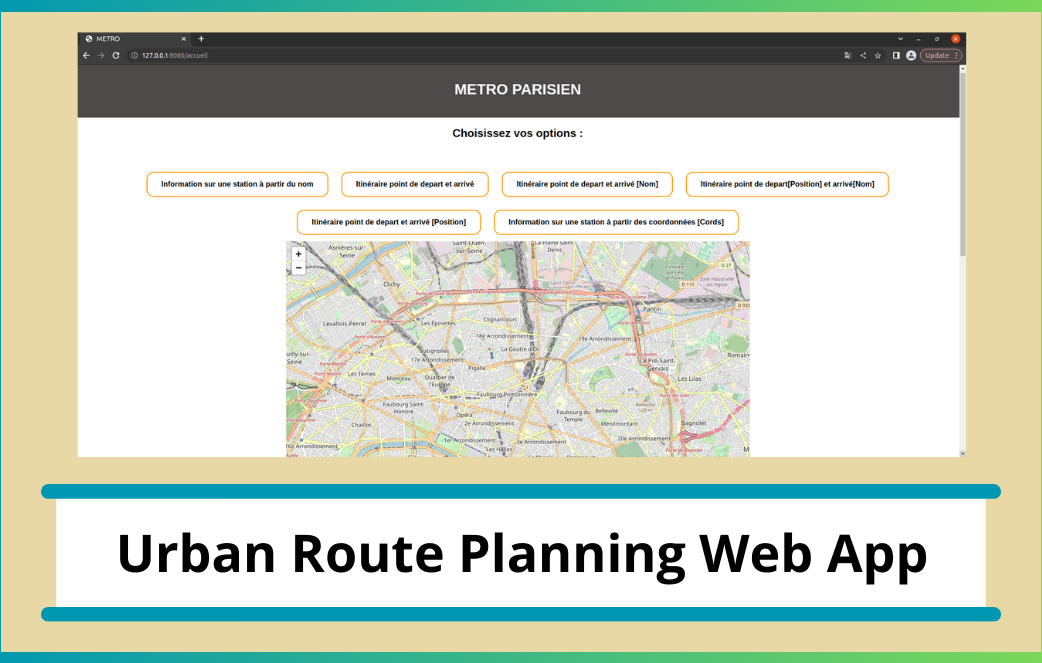 METRO
127.0.0.1:8080/accueil
Update
METRO PARISIEN
Choisissez vos options :
Information sur une station à partir du nom
Itinéraire point de depart et arrivé
Itinéraire point de depart et arrivé [Nom]
Itinéraire point de depart[Position] et arrivé[Nom]
Itinéraire point de depart et arrivé [Position]
Information sur une station à partir des coordonnées [Cords]
+
−
Asnières-sur-
Seine
Saint-Ouen-
sur-Seine
La Plaine Saint-
Denis
D 27
Zone Industrielle
Les Vignes
D 115
Clichy
Pantin
Levallois-Perret
Les Épinettes
Clignancourt
18e Arrondissement
19e Arrondissement
La Goutte d'Or
Batignolles
17e Arrondissement
Le Pré-Saint-
Gervais
Les Ternes
Monceau
Quartier de
l'Europe
Pigalle
Les Lilas
Faubourg Poissonnière
Faubourg Saint-
Honoré
Opéra
2e Arrondissement
Faubourg du
Temple
Belleville
Ménilmontant
Bagnolet
Chaillot
1er Arrondissement
3e Arrondissement
20e Arrondissement
Les Halles
Urban Route Planning Web App